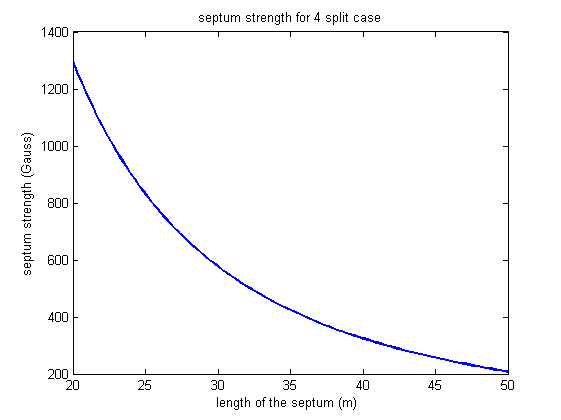 septum strength for 4 split case
1400
1200
1000
800
600
400
200
septum strength (Gauss)
20 25 30 35 40 45 50
length of the septum (m)